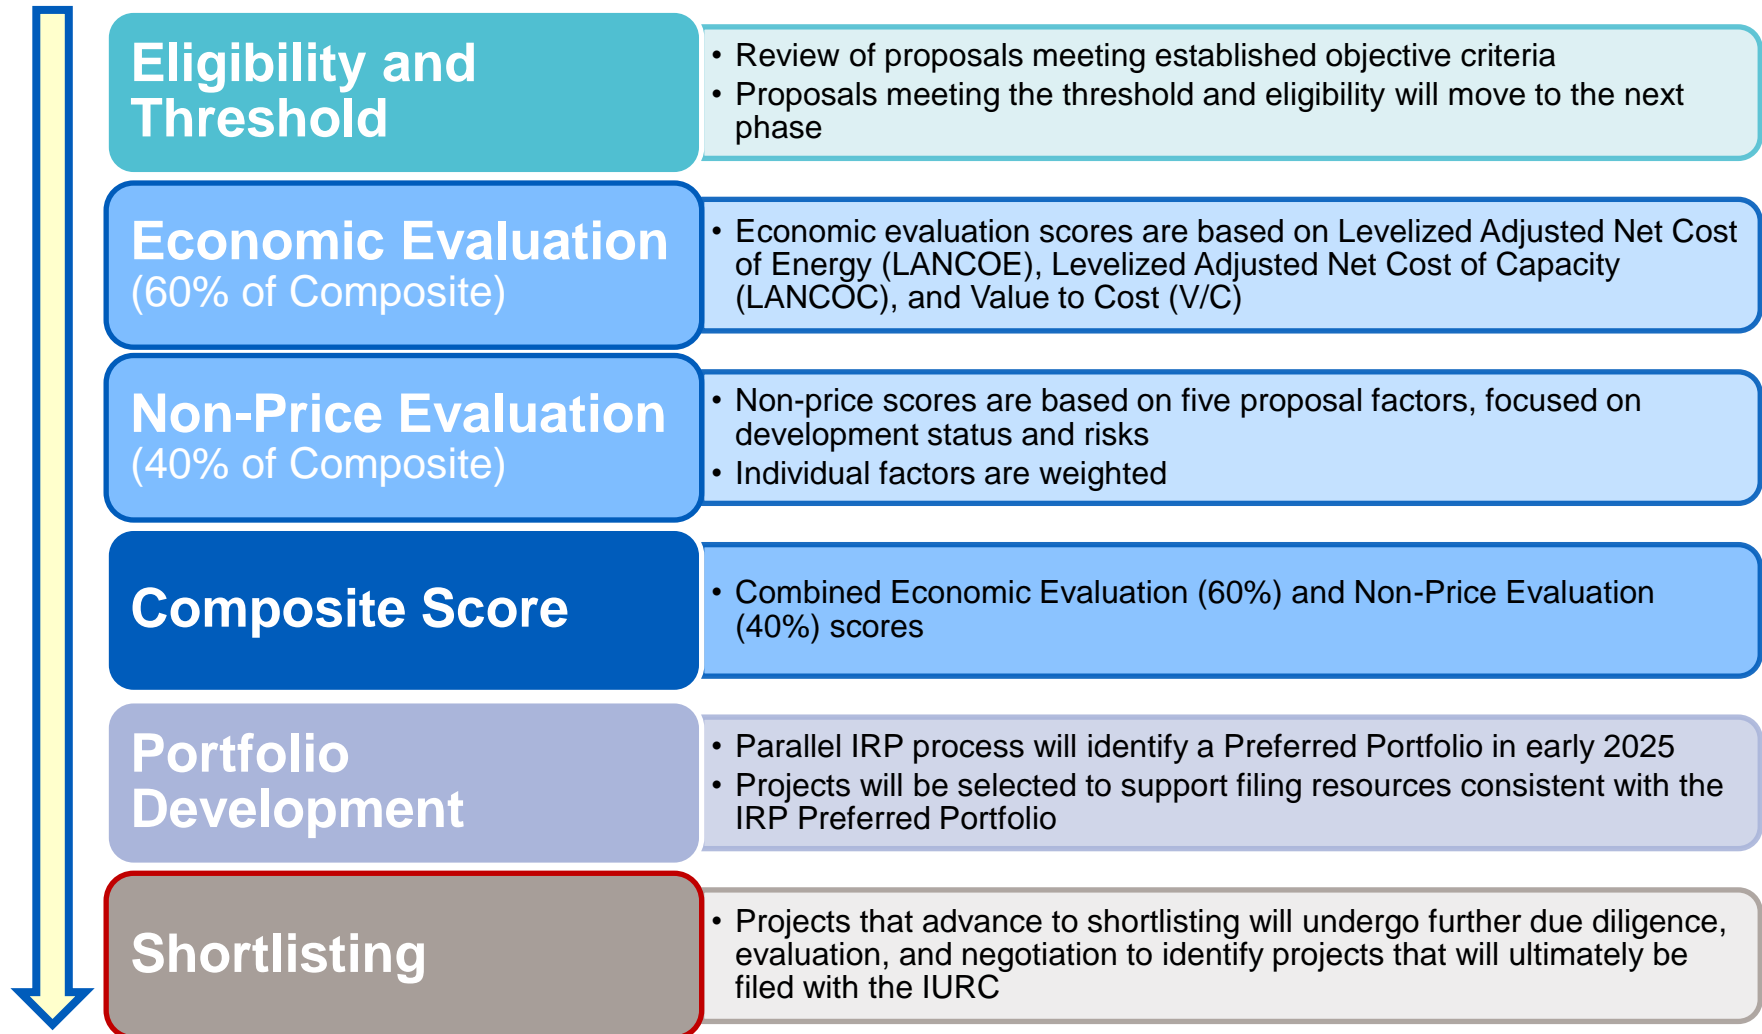 Eligibility and
Threshold
• Review of proposals meeting established objective criteria
• Proposals meeting the threshold and eligibility will move to the next
phase
Economic Evaluation
(60% of Composite)
• Economic evaluation scores are based on Levelized Adjusted Net Cost
of Energy (LANCOE), Levelized Adjusted Net Cost of Capacity
(LANCOC), and Value to Cost (V/C)
Non-Price Evaluation
(40% of Composite)
• Non-price scores are based on five proposal factors, focused on
development status and risks
• Individual factors are weighted
Composite Score
• Combined Economic Evaluation (60%) and Non-Price Evaluation
(40%) scores
Portfolio
Development
• Parallel IRP process will identify a Preferred Portfolio in early 2025
• Projects will be selected to support filing resources consistent with the
IRP Preferred Portfolio
Shortlisting
• Projects that advance to shortlisting will undergo further due diligence,
evaluation, and negotiation to identify projects that will ultimately be
filed with the IURC